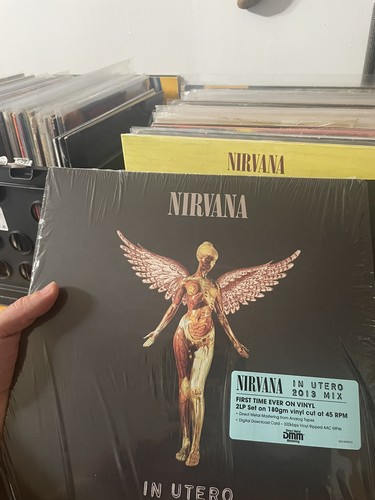 NIRVANA
NIRVANA
NIRVANA IN UTERO
2013 MIX
FIRST TIME EVER ON VINYL
2LP Set on 180gm vinyl cut at 45 RPM
• Direct Metal Mastering from Analog Tapes
• Digital Download Card – 320kbps Vinyl Ripped AAC MP4s
DMM
IN UTERO